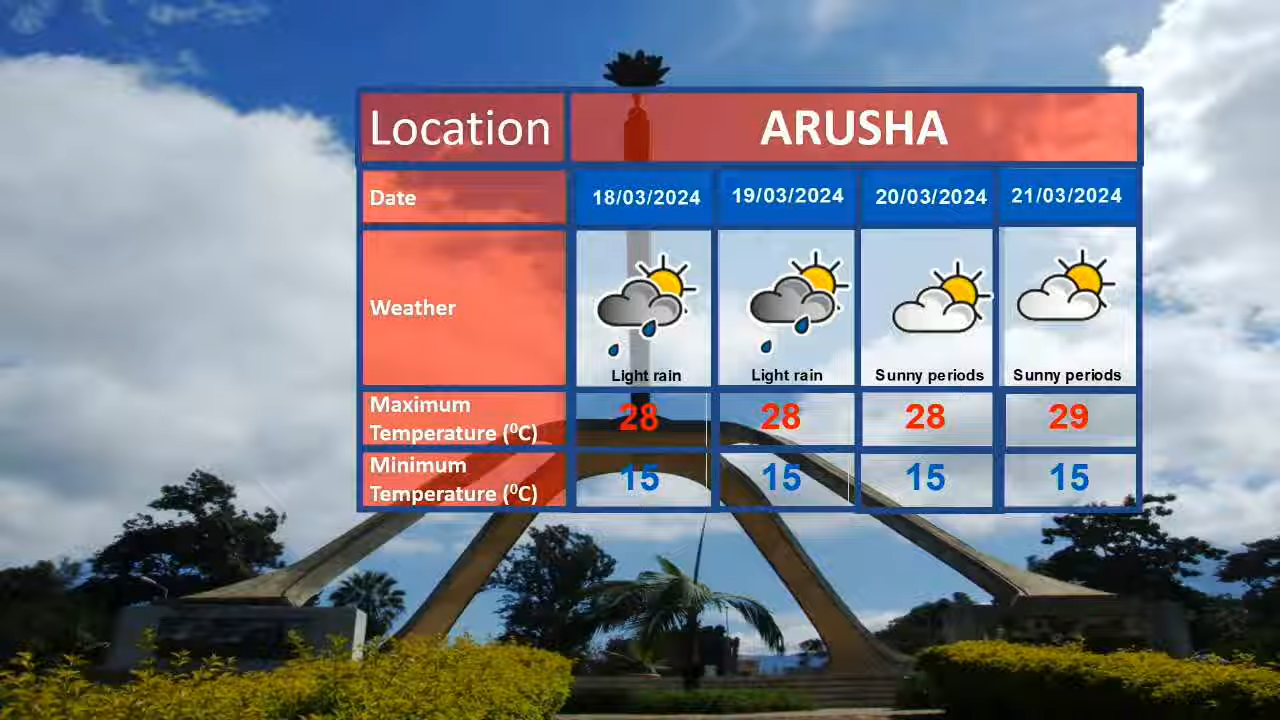 Location ARUSHA
Date 18/03/2024 19/03/2024 20/03/2024 21/03/2024
Weather
Light rain Light rain Sunny periods Sunny periods
Maximum
Temperature (⁰C) 28 28 28 29
Minimum
Temperature (⁰C) 15 15 15 15